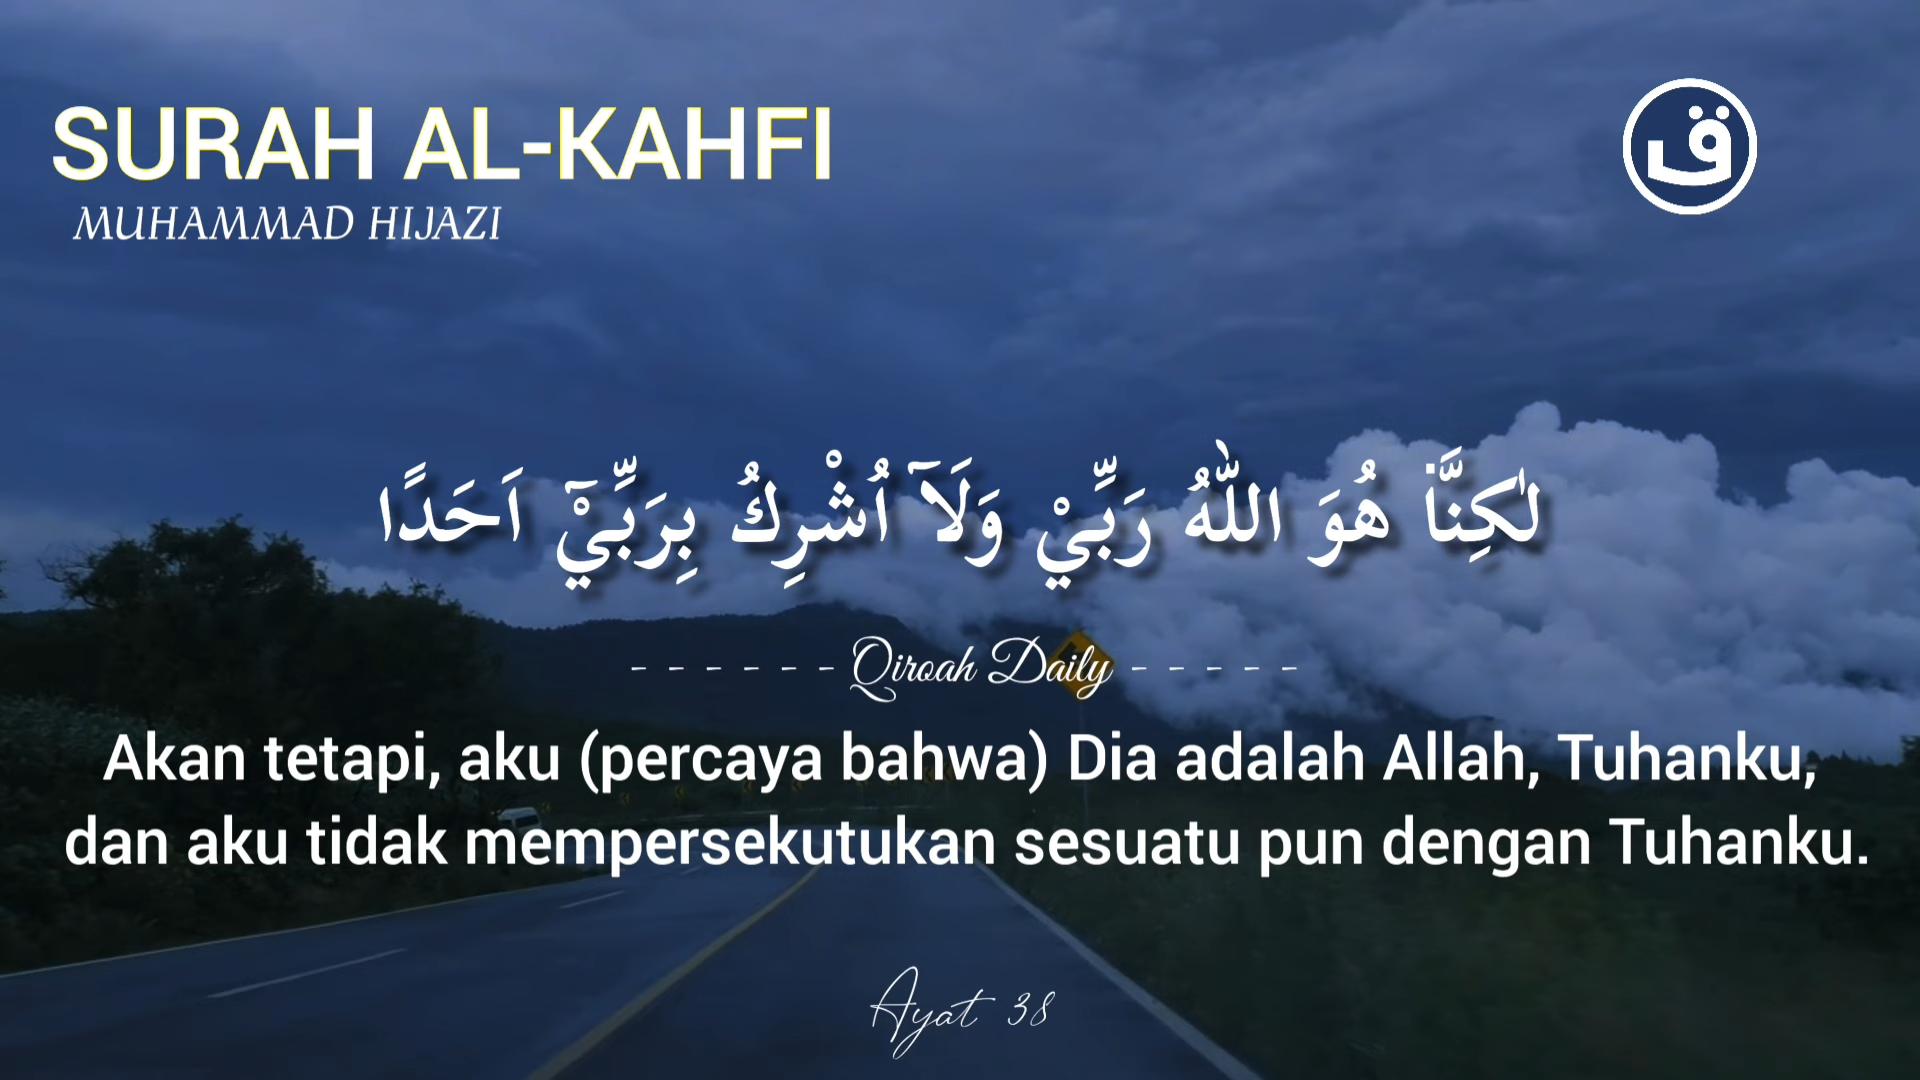 SURAH AL-KAHFI
MUHAMMAD HIJAZI
ق
لٰكِنَّا۠ هُوَ اللّٰهُ رَبِّيْ وَلَآ اُشْرِكُ بِرَبِّيْٓ اَحَدًا
- - - - - - Qiroah Daily - - - - -
Akan tetapi, aku (percaya bahwa) Dia adalah Allah, Tuhanku,
dan aku tidak mempersekutukan sesuatu pun dengan Tuhanku.
Ayat 38